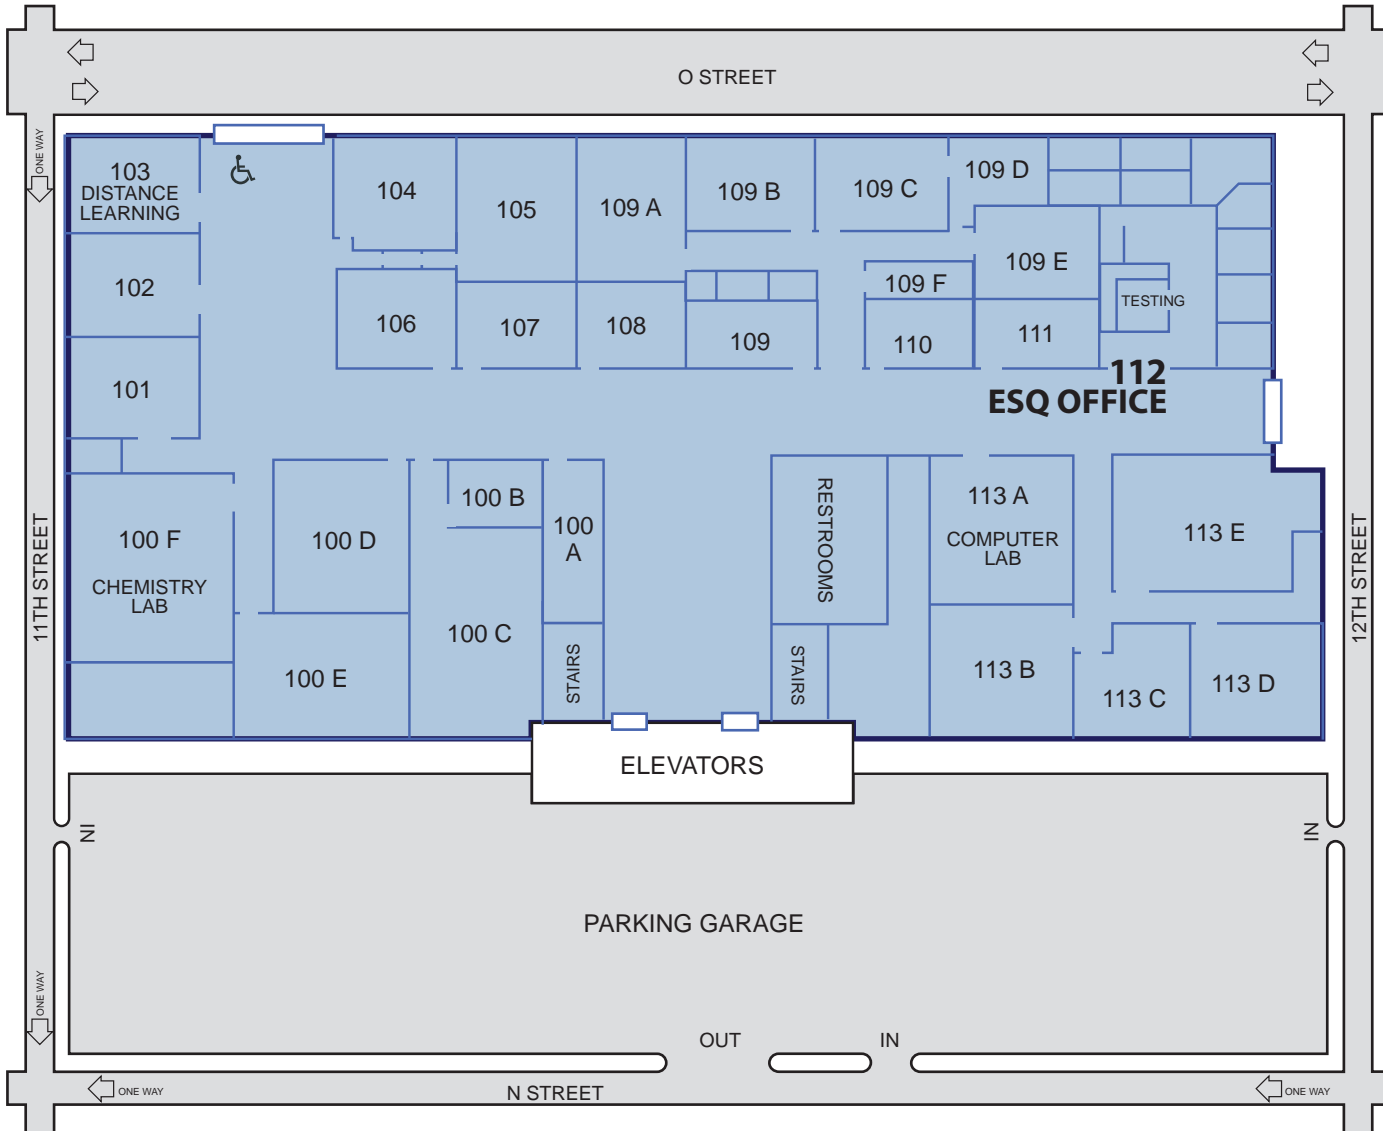 O STREET
ONE WAY
103
DISTANCE
LEARNING
104
105
109 A
109 B
109 C
109 D
102
109 E
109 F
TESTING
106
107
108
109
110
111
101
112
ESQ OFFICE
100 F
CHEMISTRY
LAB
100 D
100 B
100
A
RESTROOMS
113 A
COMPUTER
LAB
113 E
11TH STREET
12TH STREET
100 C
100 E
STAIRS
STAIRS
113 B
113 C
113 D
ELEVATORS
IN
IN
PARKING GARAGE
ONE WAY
OUT
IN
ONE WAY
N STREET
ONE WAY